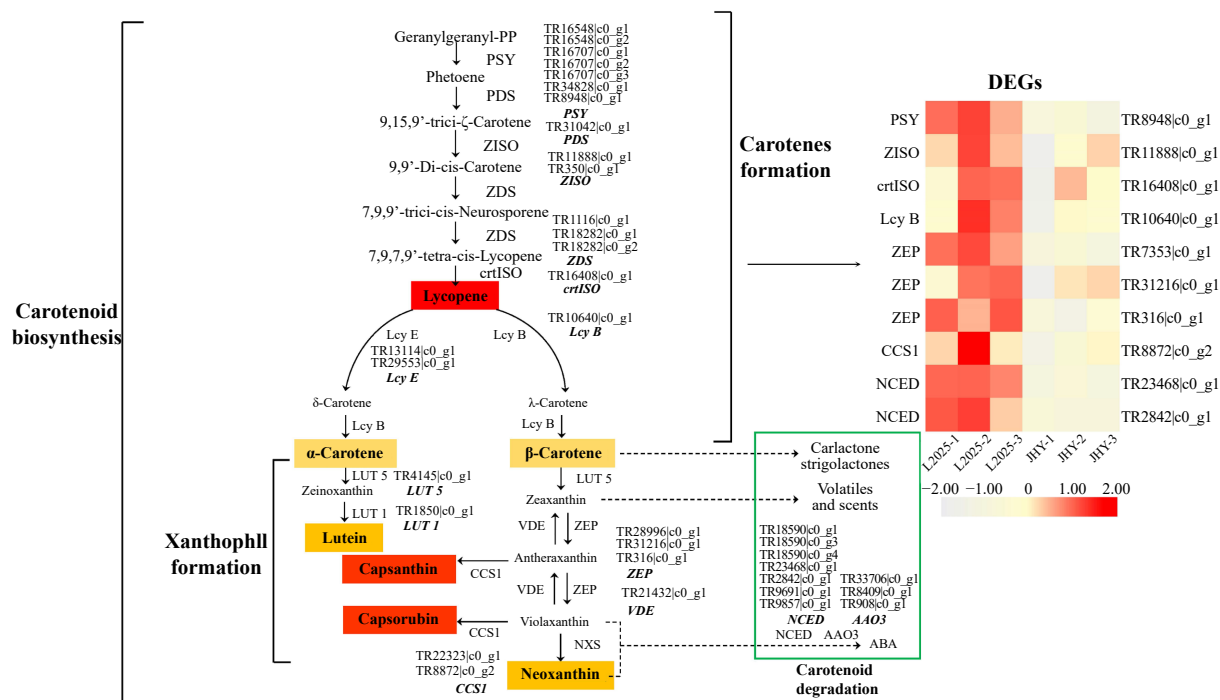 Carotenoid
biosynthesis
Geranylgeranyl-PP
PSY
Phetoene
PDS
9,15,9’-trici-ζ-Carotene
ZISO
9,9’-Di-cis-Carotene
ZDS
7,9,9’-trici-cis-Neurosporene
ZDS
7,9,7,9’-tetra-cis-Lycopene
crtISO
Lycopene
TR16548|c0_g1
TR16548|c0_g2
TR16707|c0_g1
TR16707|c0_g2
TR16707|c0_g3
TR34828|c0_g1
TR8948|c0_g1
PSY
TR31042|c0_g1
PDS
TR11888|c0_g1
TR350|c0_g1
ZISO
TR1116|c0_g1
TR18282|c0_g1
TR18282|c0_g2
ZDS
TR16408|c0_g1
crtISO
TR10640|c0_g1
Lcy B
Lcy E
Lcy B
TR13114|c0_g1
TR29553|c0_g1
Lcy E
δ-Carotene
λ-Carotene
Lcy B
Lcy B
α-Carotene
β-Carotene
Carotenes
formation
Xanthophll
formation
LUT 5
TR4145|c0_g1
LUT 5
Zeinoxanthin
LUT 1
TR1850|c0_g1
LUT 1
Lutein
LUT 5
Zeaxanthin
VDE
ZEP
Antheraxanthin
CCS1
Capsanthin
VDE
ZEP
Violaxanthin
CCS1
Capsorubin
NXS
Neoxanthin
TR28996|c0_g1
TR31216|c0_g1
TR316|c0_g1
ZEP
TR21432|c0_g1
VDE
TR22323|c0_g1
TR8872|c0_g2
CCS1
Carlactone
strigolactones
Volatiles
and scents
TR18590|c0_g1
TR18590|c0_g3
TR18590|c0_g4
TR23468|c0_g1
TR2842|c0_g1 TR33706|c0_g1
TR9691|c0_g1 TR8409|c0_g1
TR9857|c0_g1 TR908|c0_g1
NCED AAO3
NCED AAO3
ABA
Carotenoid
degradation
DEGs
PSY TR8948|c0_g1
ZISO TR11888|c0_g1
crtISO TR16408|c0_g1
Lcy B TR10640|c0_g1
ZEP TR7353|c0_g1
ZEP TR31216|c0_g1
ZEP TR316|c0_g1
CCS1 TR8872|c0_g2
NCED TR23468|c0_g1
NCED TR2842|c0_g1
L2025-1 L2025-2 L2025-3 JHY-1 JHY-2 JHY-3
−2.00 −1.00 0 1.00 2.00